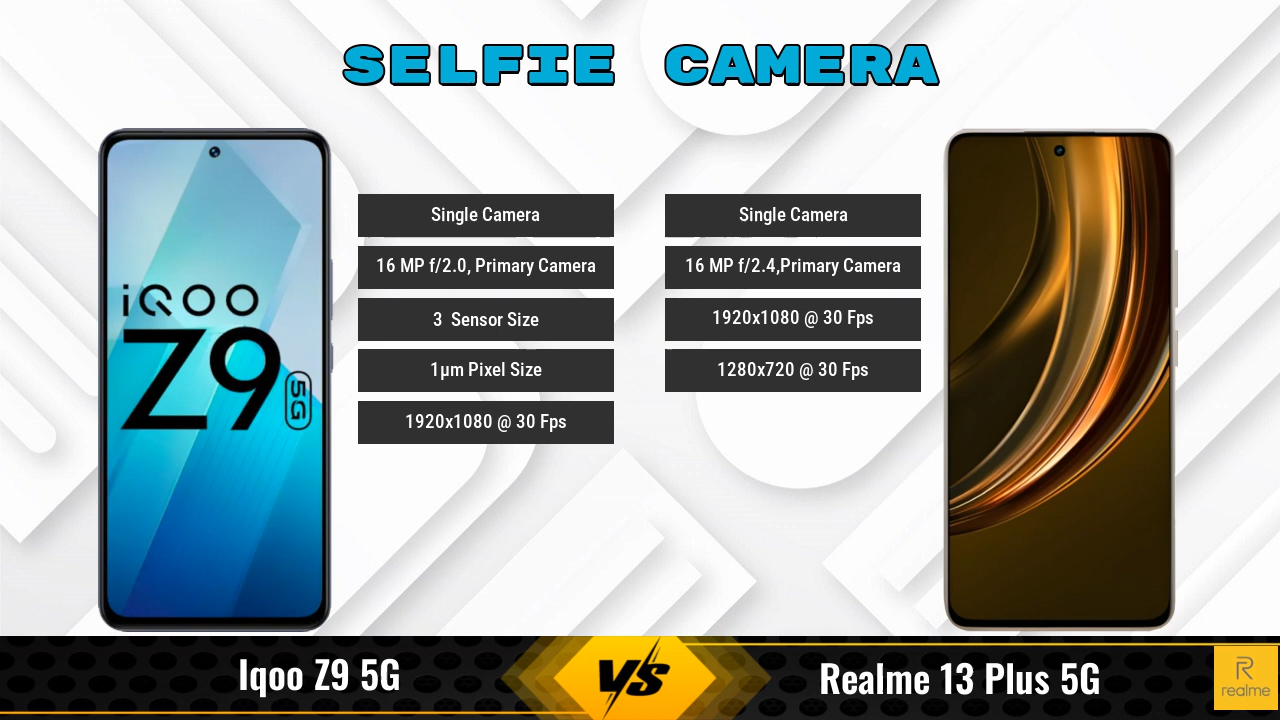 SELFIE CAMERA
iQOO
Z9
5G
Single Camera
16 MP f/2.0, Primary Camera
3 Sensor Size
1µm Pixel Size
1920x1080 @ 30 Fps
Single Camera
16 MP f/2.4,Primary Camera
1920x1080 @ 30 Fps
1280x720 @ 30 Fps
Iqoo Z9 5G
VS
Realme 13 Plus 5G
R
realme